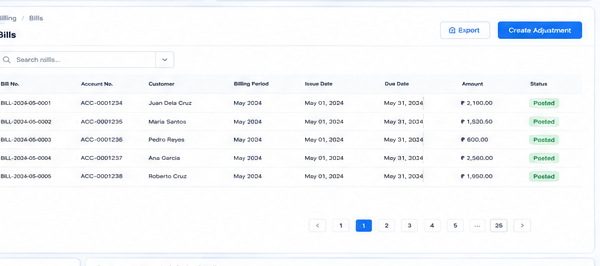 Billing / Bills
Bills
Export
Create Adjustment
Search nsills...
Bill No. Account No. Customer Billing Period Issue Date Due Date Amount Status
BILL-2024-05-0001 ACC-0001234 Juan Dela Cruz May 2024 May 01, 2024 May 31, 2024 ₱ 2,190.00 Posted
BILL-2024-05-0002 ACC-0001235 Maria Santos May 2024 May 01, 2024 May 31, 2024 ₱ 1,520.50 Posted
BILL-2024-05-0003 ACC-0001236 Pedro Reyes May 2024 May 01, 2024 May 31, 2024 ₱ 600.00 Posted
BILL-2024-05-0004 ACC-0001237 Ana Garcia May 2024 May 01, 2024 May 31, 2024 ₱ 2,560.00 Posted
BILL-2024-05-0005 ACC-0001238 Roberto Cruz May 2024 May 01, 2024 May 31, 2024 ₱ 1,950.00 Posted
< 1 1 2 3 4 5 ... 25 >